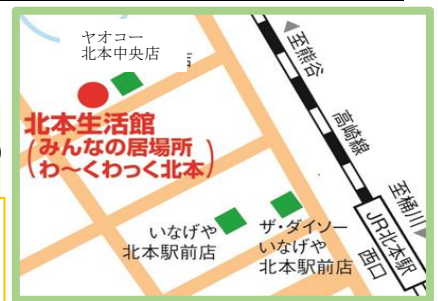 ヤオコー
北本中央店
至熊谷
高崎線
北本生活館
(みんなの居場所
わ～くわっく北本)
至桶川
いなげや
北本駅前店
ザ・ダイソー
いなげや
北本駅前店
JR北本駅
西口